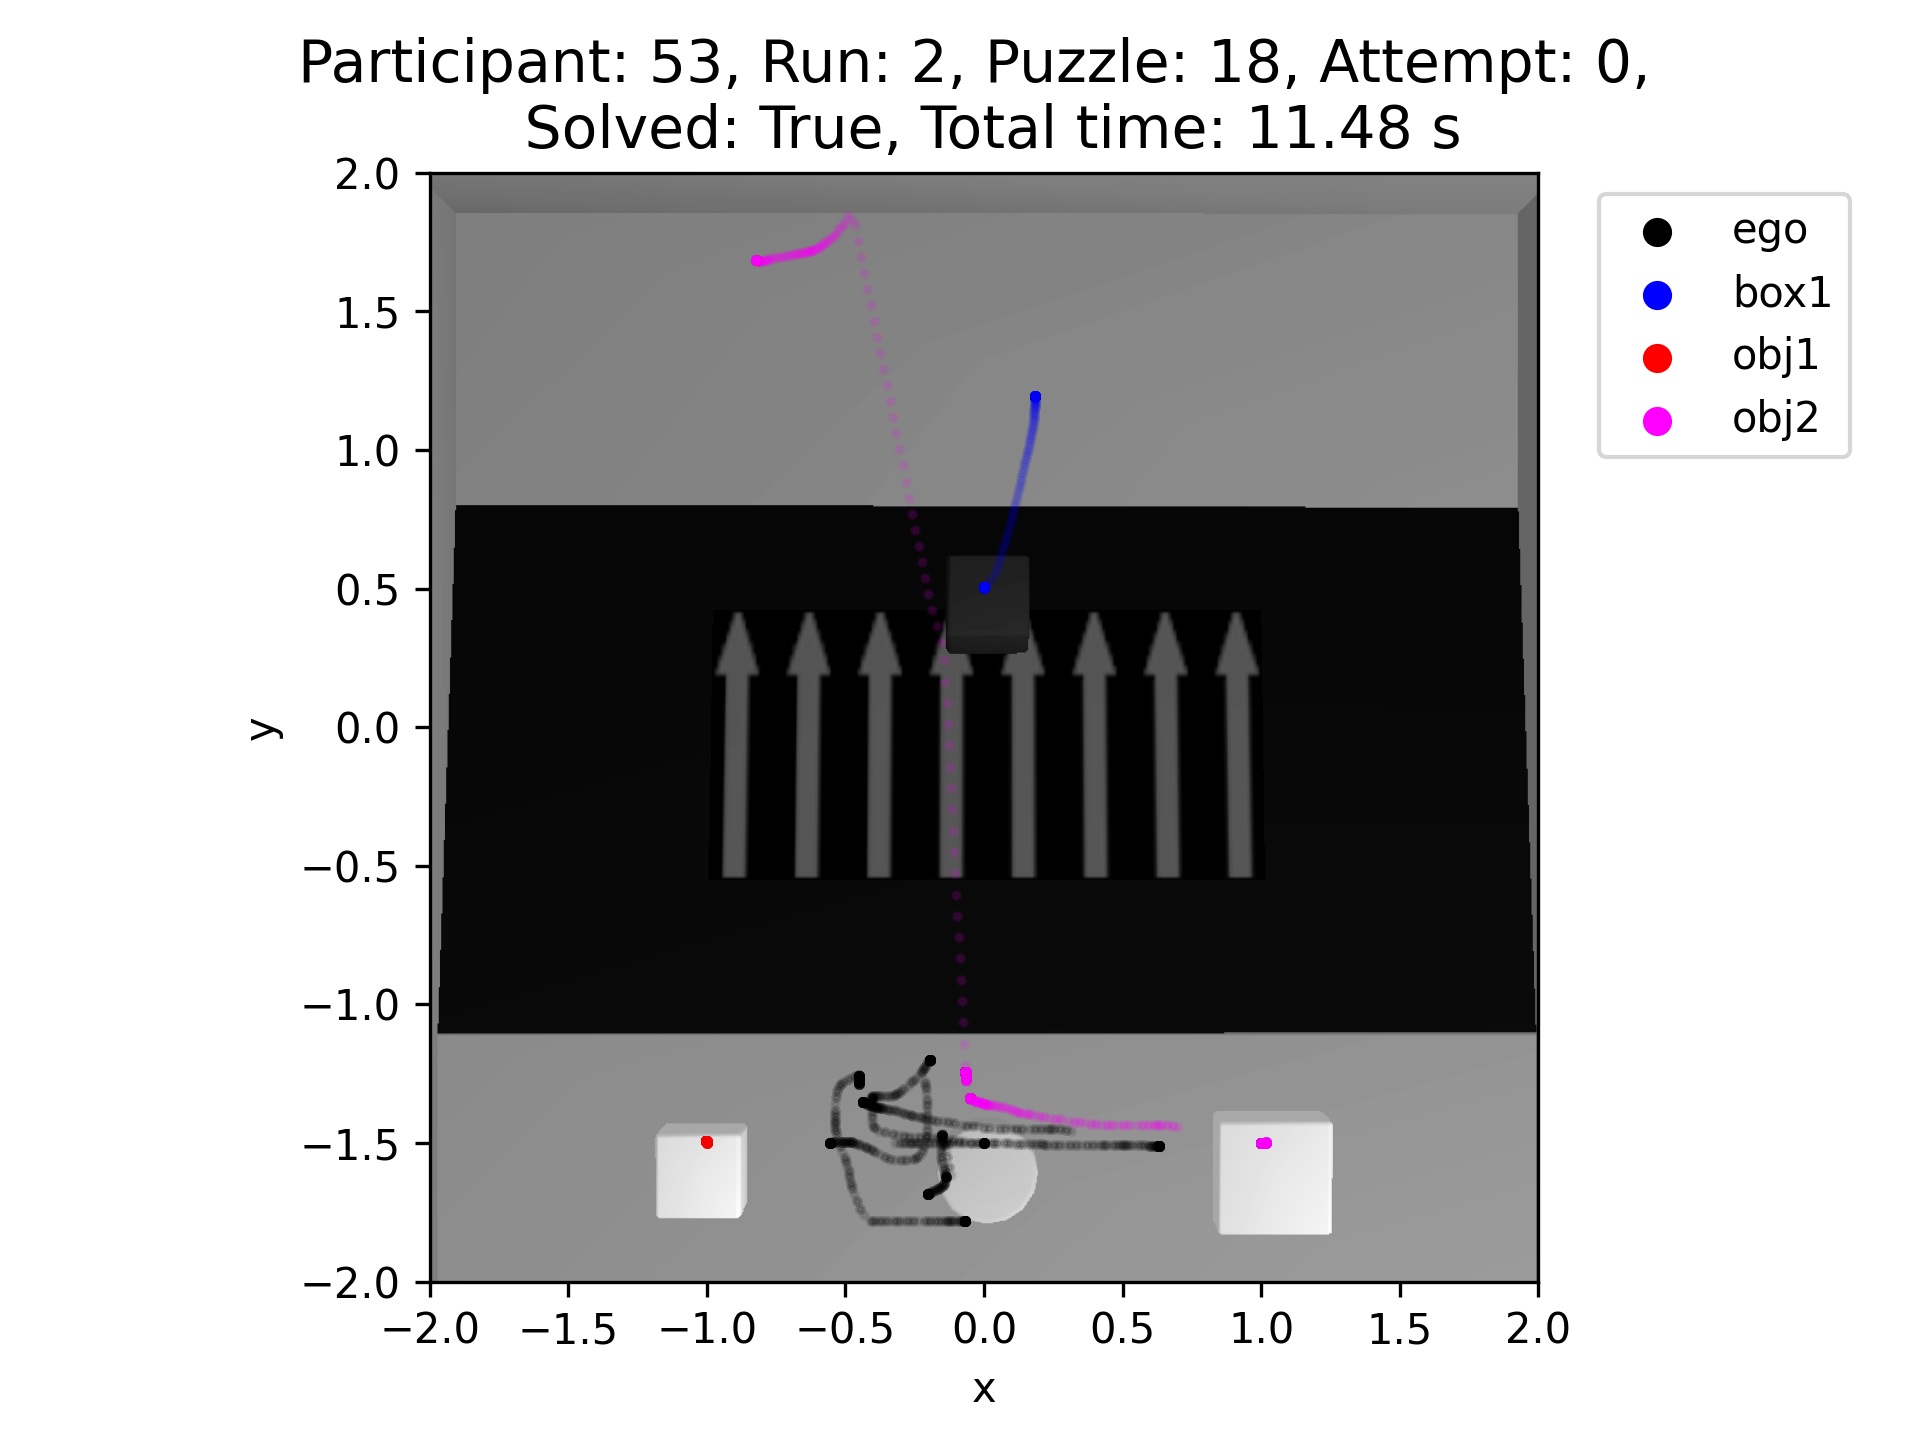 Participant: 53, Run: 2, Puzzle: 18, Attempt: 0,
Solved: True, Total time: 11.48 s
ego
box1
obj1
obj2
2.0
1.5
1.0
0.5
0.0
−0.5
−1.0
−1.5
−2.0
y
−2.0 −1.5 −1.0 −0.5 0.0 0.5 1.0 1.5 2.0
x